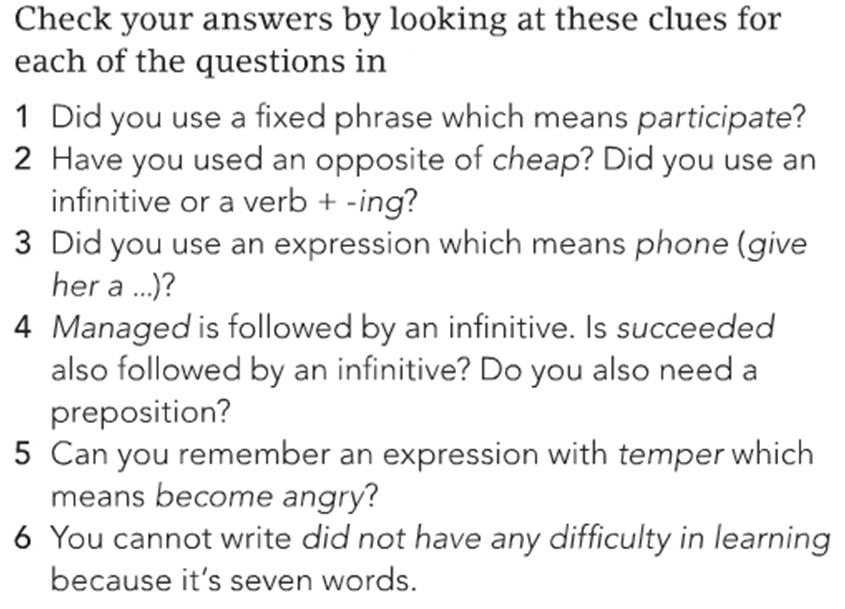 Check your answers by looking at these clues for
each of the questions in
1 Did you use a fixed phrase which means participate?
2 Have you used an opposite of cheap? Did you use an
infinitive or a verb + -ing?
3 Did you use an expression which means phone (give
her a ...)?
4 Managed is followed by an infinitive. Is succeeded
also followed by an infinitive? Do you also need a
preposition?
5 Can you remember an expression with temper which
means become angry?
6 You cannot write did not have any difficulty in learning
because it's seven words.